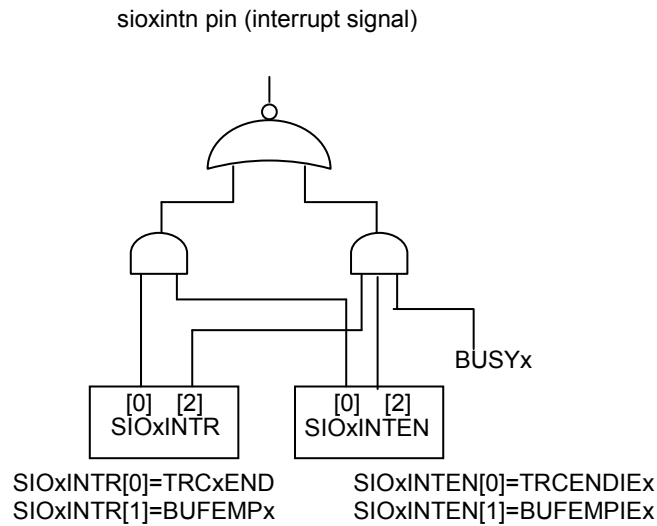 sioxintn pin (interrupt signal)
BUSYx
[0] [2]
SIOxINTR
[0] [2]
SIOxINTEN
SIOxINTR[0]=TRCxEND
SIOxINTR[1]=BUFEMPx
SIOxINTEN[0]=TRCENDIEx
SIOxINTEN[1]=BUFEMPIEx